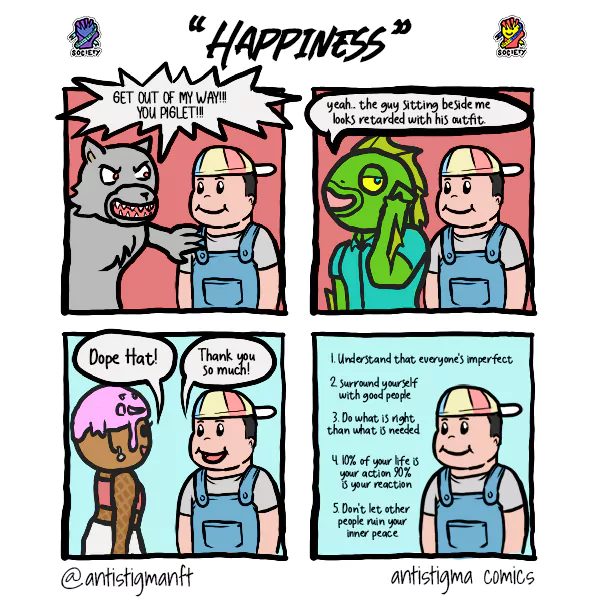 "HAPPINESS"
SOCIETY
SOCIETY
GET OUT OF MY WAY!!!
YOU PIGLET!!!
yeah.. the guy sitting beside me
looks retarded with his outfit.
Dope Hat!
Thank you
so much!
1. Understand that everyone's imperfect
2. surround yourself
with good people
3. Do what is right
than what is needed
4. 10% of your life is
your action 90%
is your reaction
5. Don't let other
people ruin your
inner peace
@antistigmanft
antistigma comics